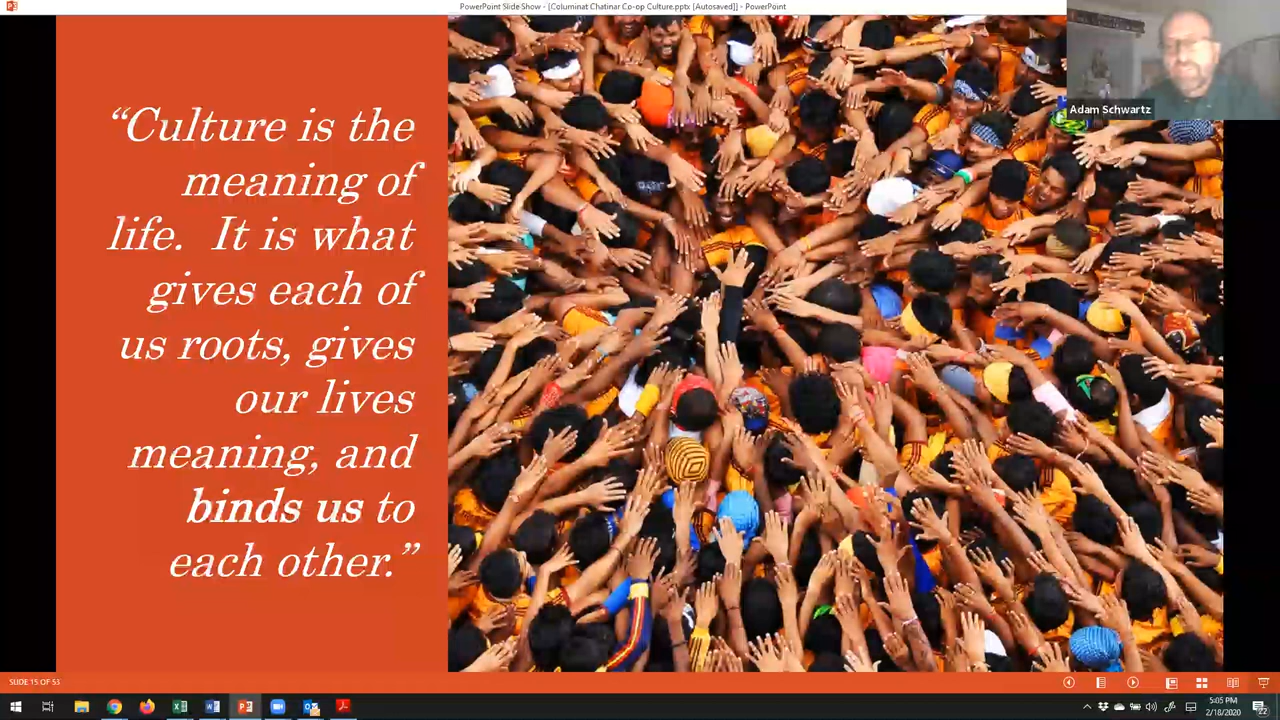 PowerPoint Slide Show - [Columinat Chatinar Co-op Culture.pptx [Autosaved]] - PowerPoint
Adam Schwartz
“Culture is the
meaning of
life.  It is what
gives each of
us roots, gives
our lives
meaning, and
binds us to
each other.”
SLIDE 15 OF 53
5:05 PM
2/18/2020
22